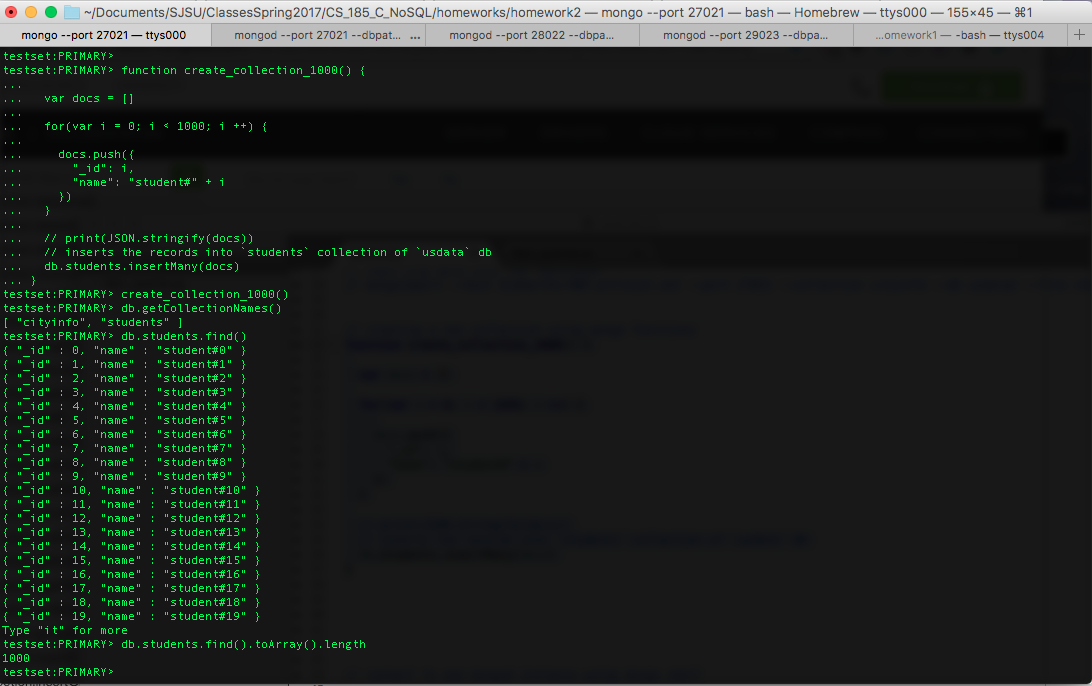 ~/Documents/SJSU/ClassesSpring2017/CS_185_C_NoSQL/homeworks/homework2 — mongo --port 27021 — bash — Homebrew — ttys000 — 155×45 — ⌘1
mongo --port 27021 — ttys000 mongod --port 27021 --dbpat... ... mongod --port 28022 --dbpa... mongod --port 29023 --dbpa... ...omework1 — -bash — ttys004
testset:PRIMARY>
testset:PRIMARY> function create_collection_1000() {
...
...    var docs = []
...
...    for(var i = 0; i < 1000; i ++) {
...
...      docs.push({
...        "_id": i,
...        "name": "student#" + i
...      })
...    }
...
...    // print(JSON.stringify(docs))
...    // inserts the records into `students` collection of `usdata` db
...    db.students.insertMany(docs)
... }
testset:PRIMARY> create_collection_1000()
testset:PRIMARY> db.getCollectionNames()
[ "cityinfo", "students" ]
testset:PRIMARY> db.students.find()
{ "_id" : 0, "name" : "student#0" }
{ "_id" : 1, "name" : "student#1" }
{ "_id" : 2, "name" : "student#2" }
{ "_id" : 3, "name" : "student#3" }
{ "_id" : 4, "name" : "student#4" }
{ "_id" : 5, "name" : "student#5" }
{ "_id" : 6, "name" : "student#6" }
{ "_id" : 7, "name" : "student#7" }
{ "_id" : 8, "name" : "student#8" }
{ "_id" : 9, "name" : "student#9" }
{ "_id" : 10, "name" : "student#10" }
{ "_id" : 11, "name" : "student#11" }
{ "_id" : 12, "name" : "student#12" }
{ "_id" : 13, "name" : "student#13" }
{ "_id" : 14, "name" : "student#14" }
{ "_id" : 15, "name" : "student#15" }
{ "_id" : 16, "name" : "student#16" }
{ "_id" : 17, "name" : "student#17" }
{ "_id" : 18, "name" : "student#18" }
{ "_id" : 19, "name" : "student#19" }
Type "it" for more
testset:PRIMARY> db.students.find().toArray().length
1000
testset:PRIMARY>